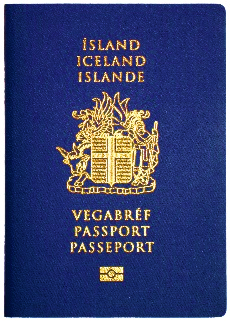 ÍSLAND
ICELAND
ISLANDE
VEGABRÉF
PASSPORT
PASSEPORT